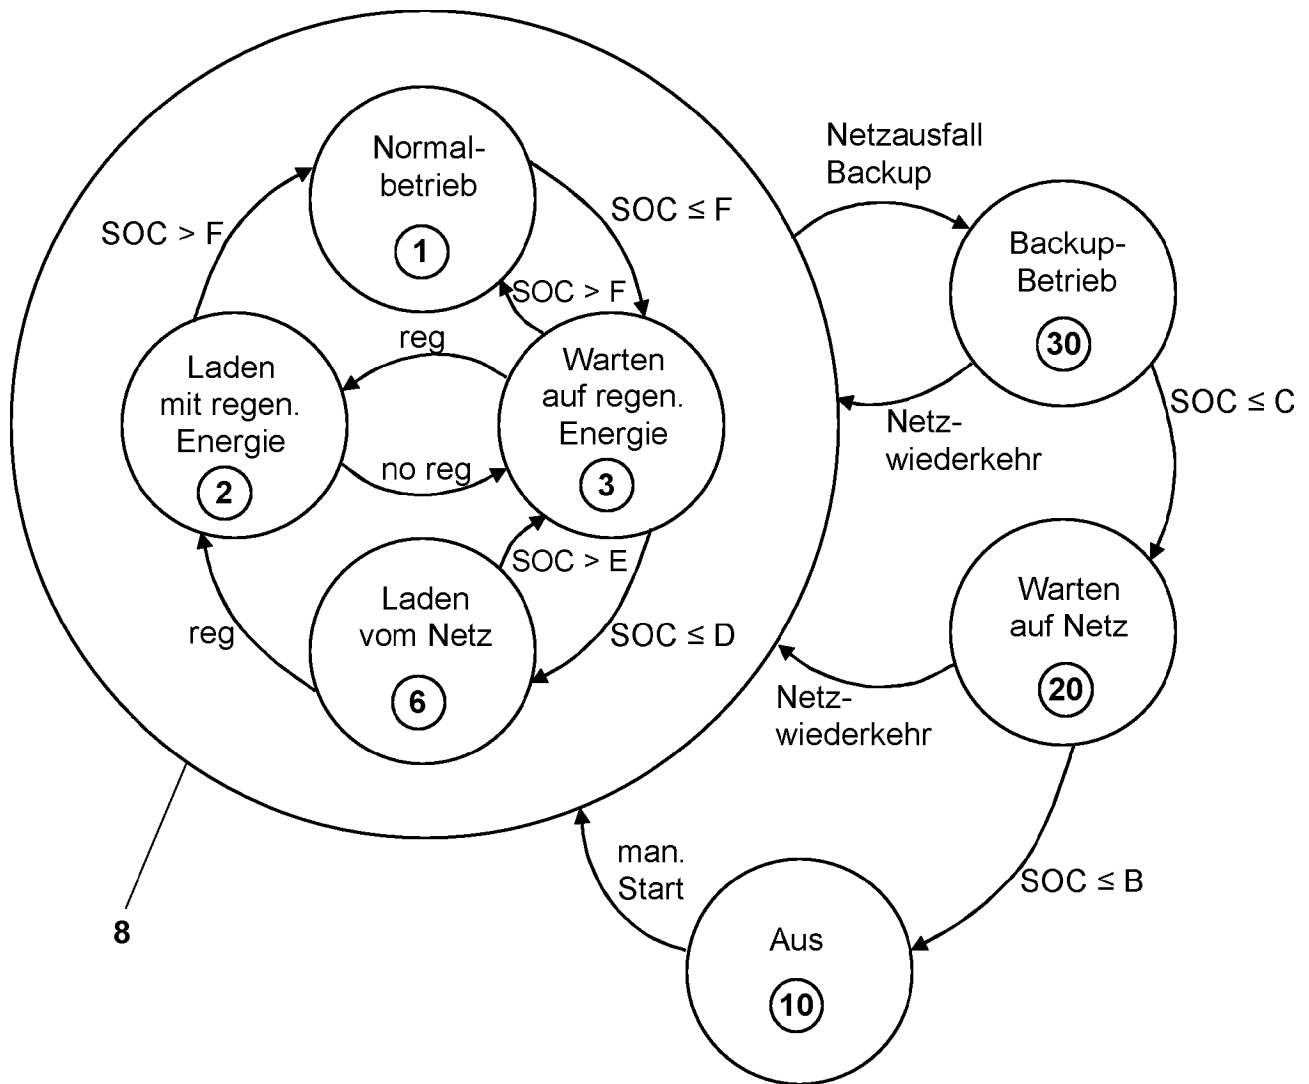 Netzausfall
Backup
Normal-
betrieb
1
SOC ≤ F
SOC > F
Backup-
Betrieb
30
SOC > F
reg
Laden
mit regen.
Energie
2
Warten
auf regen.
Energie
3
SOC ≤ C
Netz-
wiederkehr
no reg
SOC > E
Laden
vom Netz
6
reg
SOC ≤ D
Warten
auf Netz
20
Netz-
wiederkehr
man.
Start
SOC ≤ B
8
Aus
10